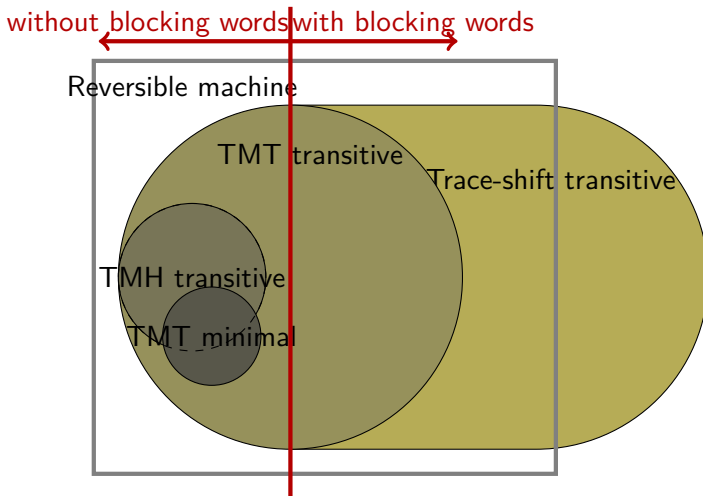 without blocking words
with blocking words
Reversible machine
TMT transitive
Trace-shift transitive
TMH transitive
TMT minimal